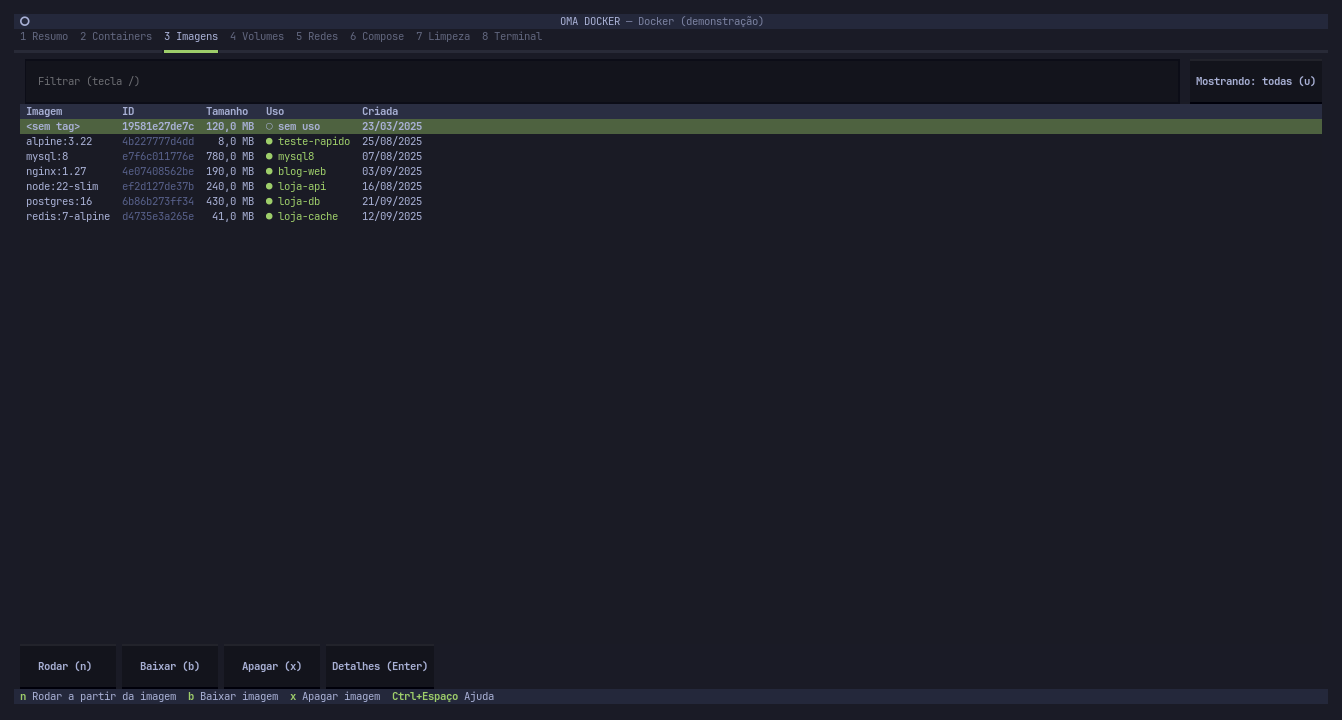 OMA DOCKER — Docker (demonstração)
1 Resumo  2 Containers  3 Imagens  4 Volumes  5 Redes  6 Compose  7 Limpeza  8 Terminal
Filtrar (tecla /)  Mostrando: todas (u)
Imagem  ID  Tamanho  Uso  Criada
<sem tag>  19581e27de7c  120,0 MB  ○ sem uso  23/03/2025
alpine:3.22  4b227777d4dd  8,0 MB  ● teste-rapido  25/08/2025
mysql:8  e7f6c011776e  780,0 MB  ● mysql8  07/08/2025
nginx:1.27  4e07408562be  190,0 MB  ● blog-web  03/09/2025
node:22-slim  ef2d127de37b  240,0 MB  ● loja-api  16/08/2025
postgres:16  6b86b273ff34  430,0 MB  ● loja-db  21/09/2025
redis:7-alpine  d4735e3a265e  41,0 MB  ● loja-cache  12/09/2025
Rodar (n)  Baixar (b)  Apagar (x)  Detalhes (Enter)
n Rodar a partir da imagem  b Baixar imagem  x Apagar imagem  Ctrl+Espaço Ajuda